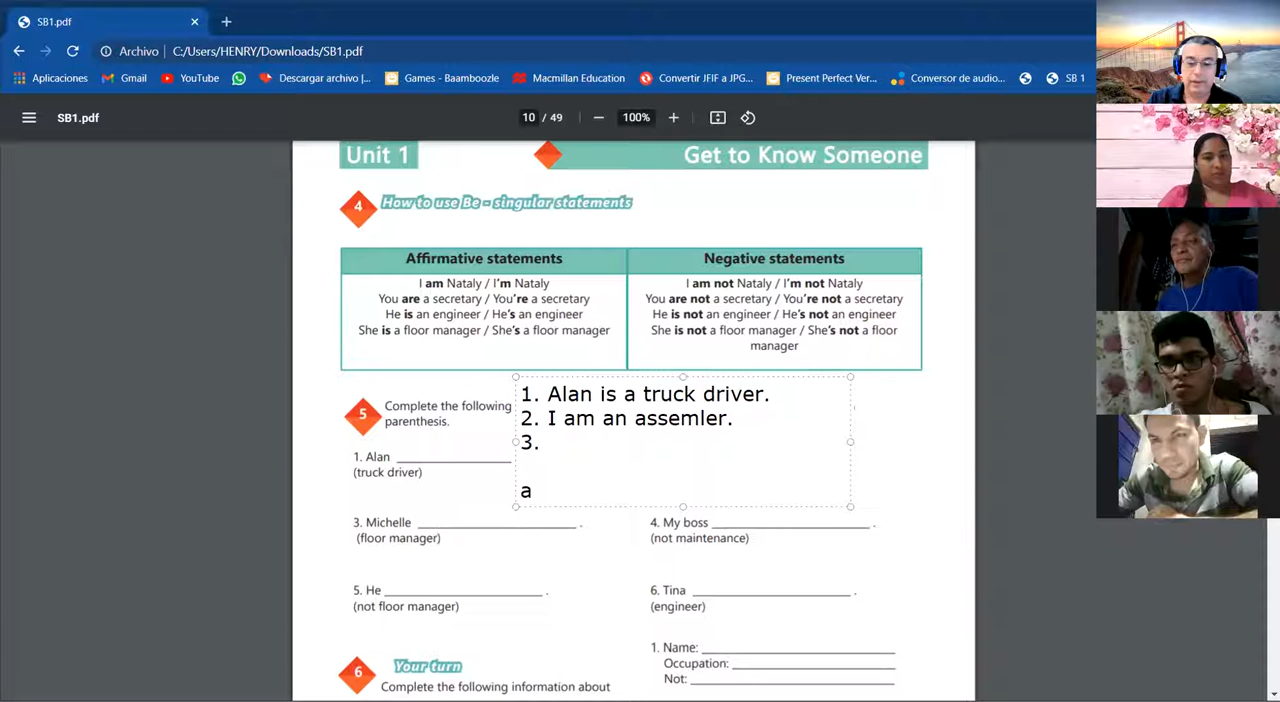 SB1.pdf
Archivo C:/Users/HENRY/Downloads/SB1.pdf
Aplicaciones Gmail YouTube Descargar archivo |... Games - Baamboozle Macmillan Education Convertir JFIF a JPG... Present Perfect Ver... Conversor de audio... SB 1
SB1.pdf 10 / 49 100%
Unit 1 Get to Know Someone
4 How to use Be - singular statements
Affirmative statements
I am Nataly / I'm Nataly
You are a secretary / You're a secretary
He is an engineer / He's an engineer
She is a floor manager / She's a floor manager
Negative statements
I am not Nataly / I'm not Nataly
You are not a secretary / You're not a secretary
He is not an engineer / He's not an engineer
She is not a floor manager / She's not a floor
manager
1. Alan is a truck driver.
2. I am an assemler.
3.
a
5 Complete the following
parenthesis.
1. Alan ____________________
(truck driver)
3. Michelle ____________________ .
(floor manager)
4. My boss ____________________ .
(not maintenance)
5. He ____________________ .
(not floor manager)
6. Tina ____________________ .
(engineer)
6 Your turn
Complete the following information about
1. Name: ____________________
Occupation: ____________________
Not: ____________________